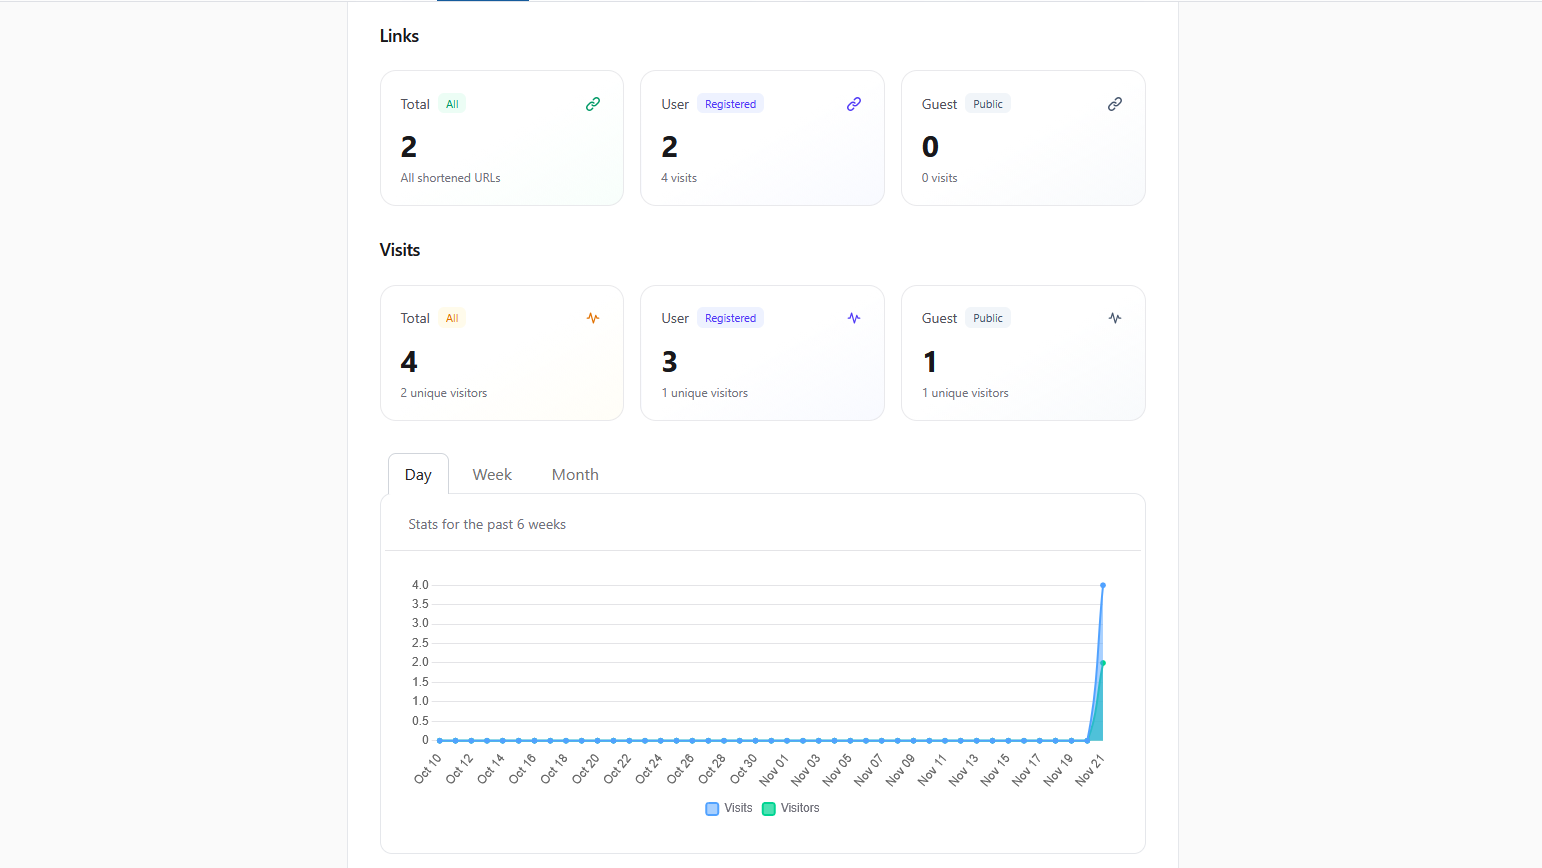 Links
Total All
2
All shortened URLs
User Registered
2
4 visits
Guest Public
0
0 visits
Visits
Total All
4
2 unique visitors
User Registered
3
1 unique visitors
Guest Public
1
1 unique visitors
Day Week Month
Stats for the past 6 weeks
4.0
3.5
3.0
2.5
2.0
1.5
1.0
0.5
0
Oct 10 Oct 12 Oct 14 Oct 16 Oct 18 Oct 20 Oct 22 Oct 24 Oct 26 Oct 28 Oct 30 Nov 01 Nov 03 Nov 05 Nov 07 Nov 09 Nov 11 Nov 13 Nov 15 Nov 17 Nov 19 Nov 21
Visits Visitors